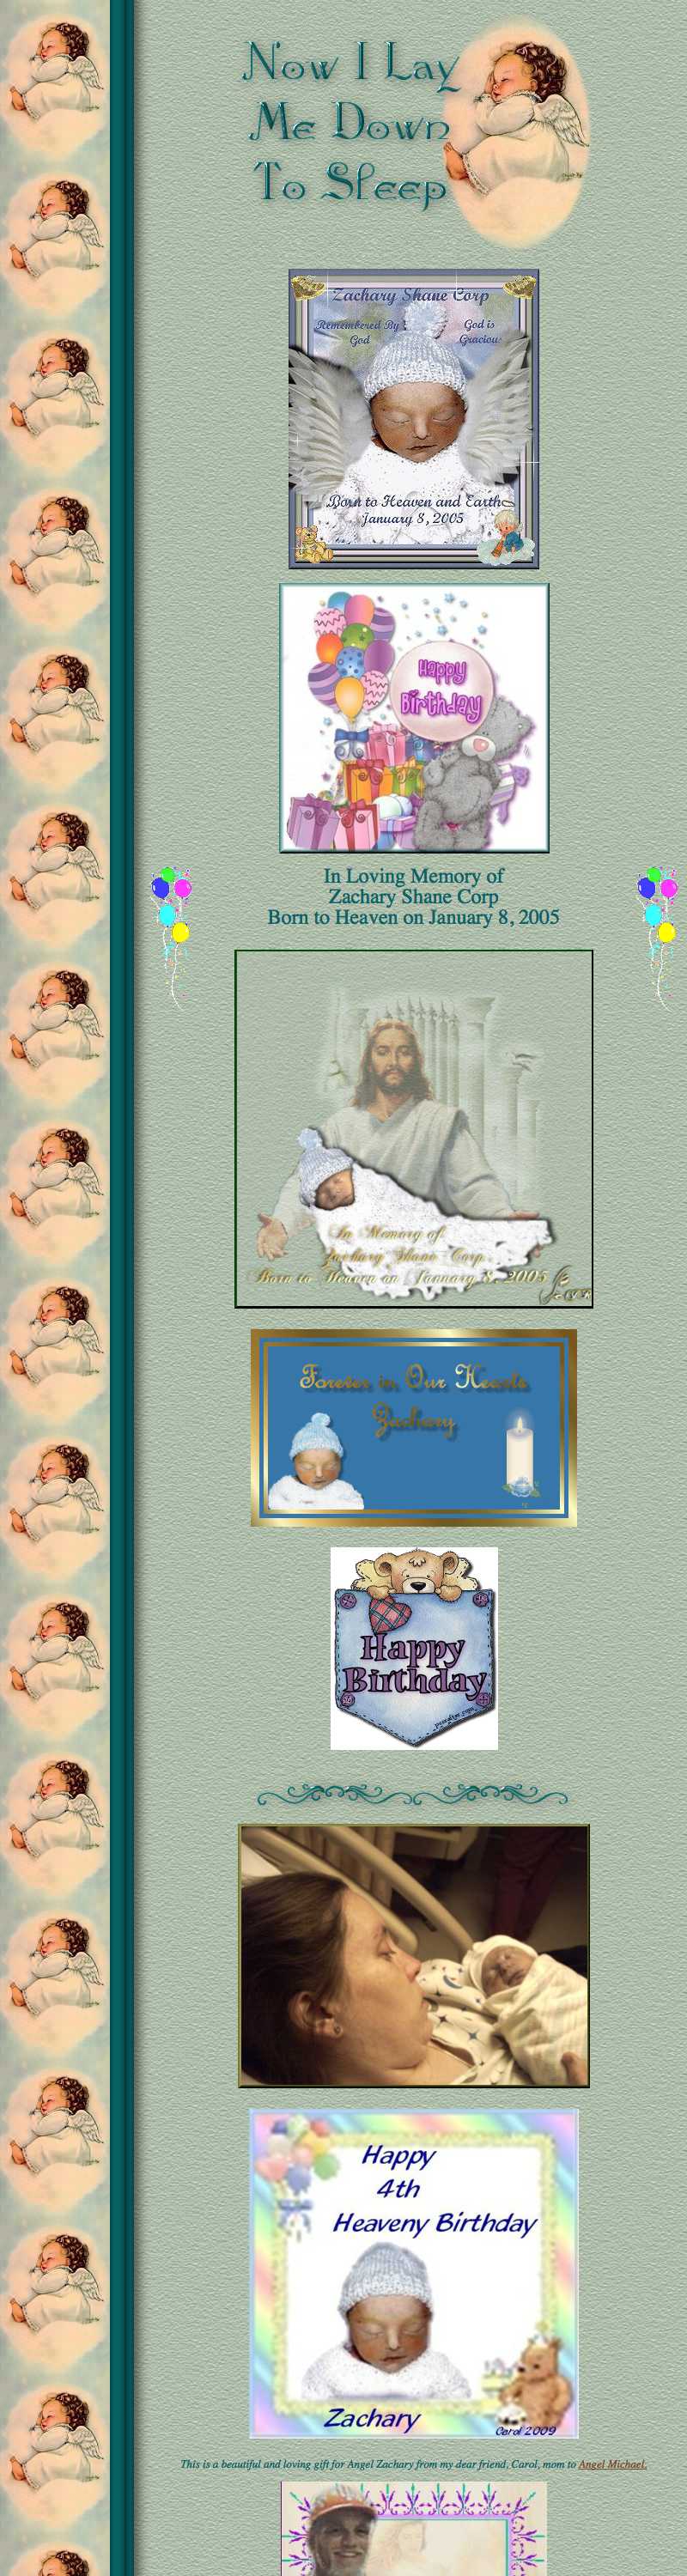 Now I Lay
Me Down
To Sleep
Zachary Shane Corp
Remembered By
God
God is
Gracious
Born to Heaven and Earth
January 8, 2005
Happy
Birthday
In Loving Memory of
Zachary Shane Corp
Born to Heaven on January 8, 2005
In Memory of
Zachary Shane Corp
Born to Heaven on January 8, 2005
Forever in Our Hearts
Zachary
Happy
Birthday
Happy
4th
Heaveny Birthday
Zachary
Carol 2009
This is a beautiful and loving gift for Angel Zachary from my dear friend, Carol, mom to Angel Michael.